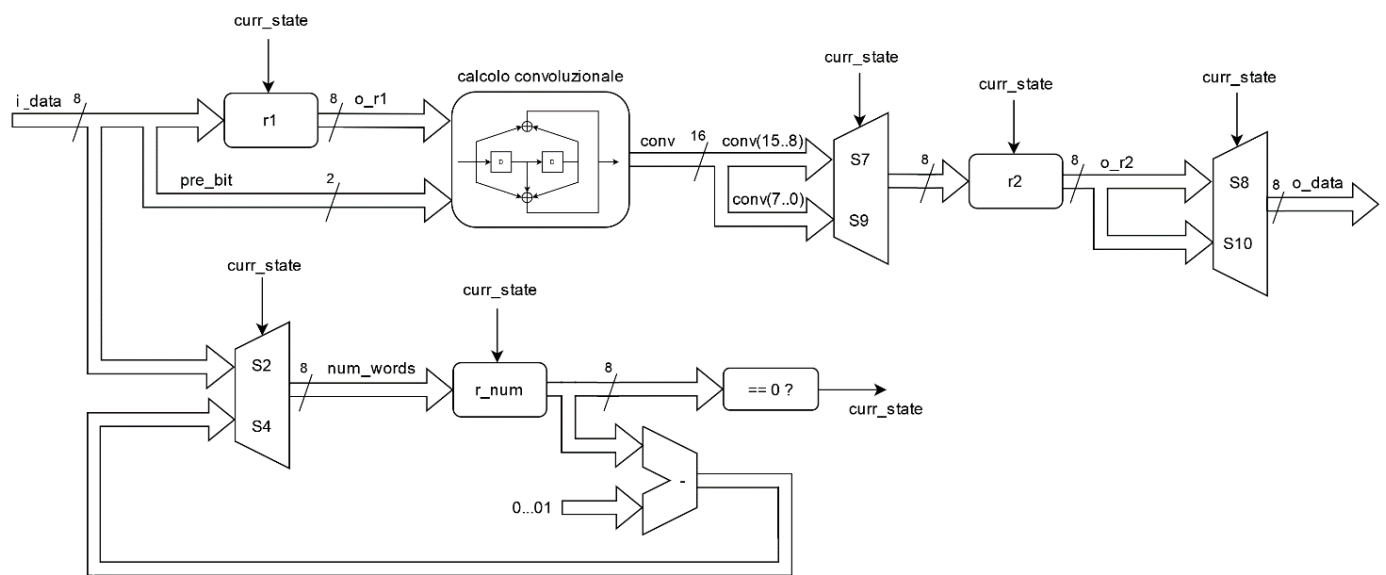 curr_state
i_data
8
r1
8
o_r1
calcolo convoluzionale
D
D
pre_bit
2
conv
16
conv(15..8)
conv(7..0)
curr_state
S7
S9
8
curr_state
r2
8
o_r2
curr_state
S8
S10
8
o_data
curr_state
S2
S4
8
num_words
curr_state
r_num
8
== 0 ?
curr_state
-
0...01